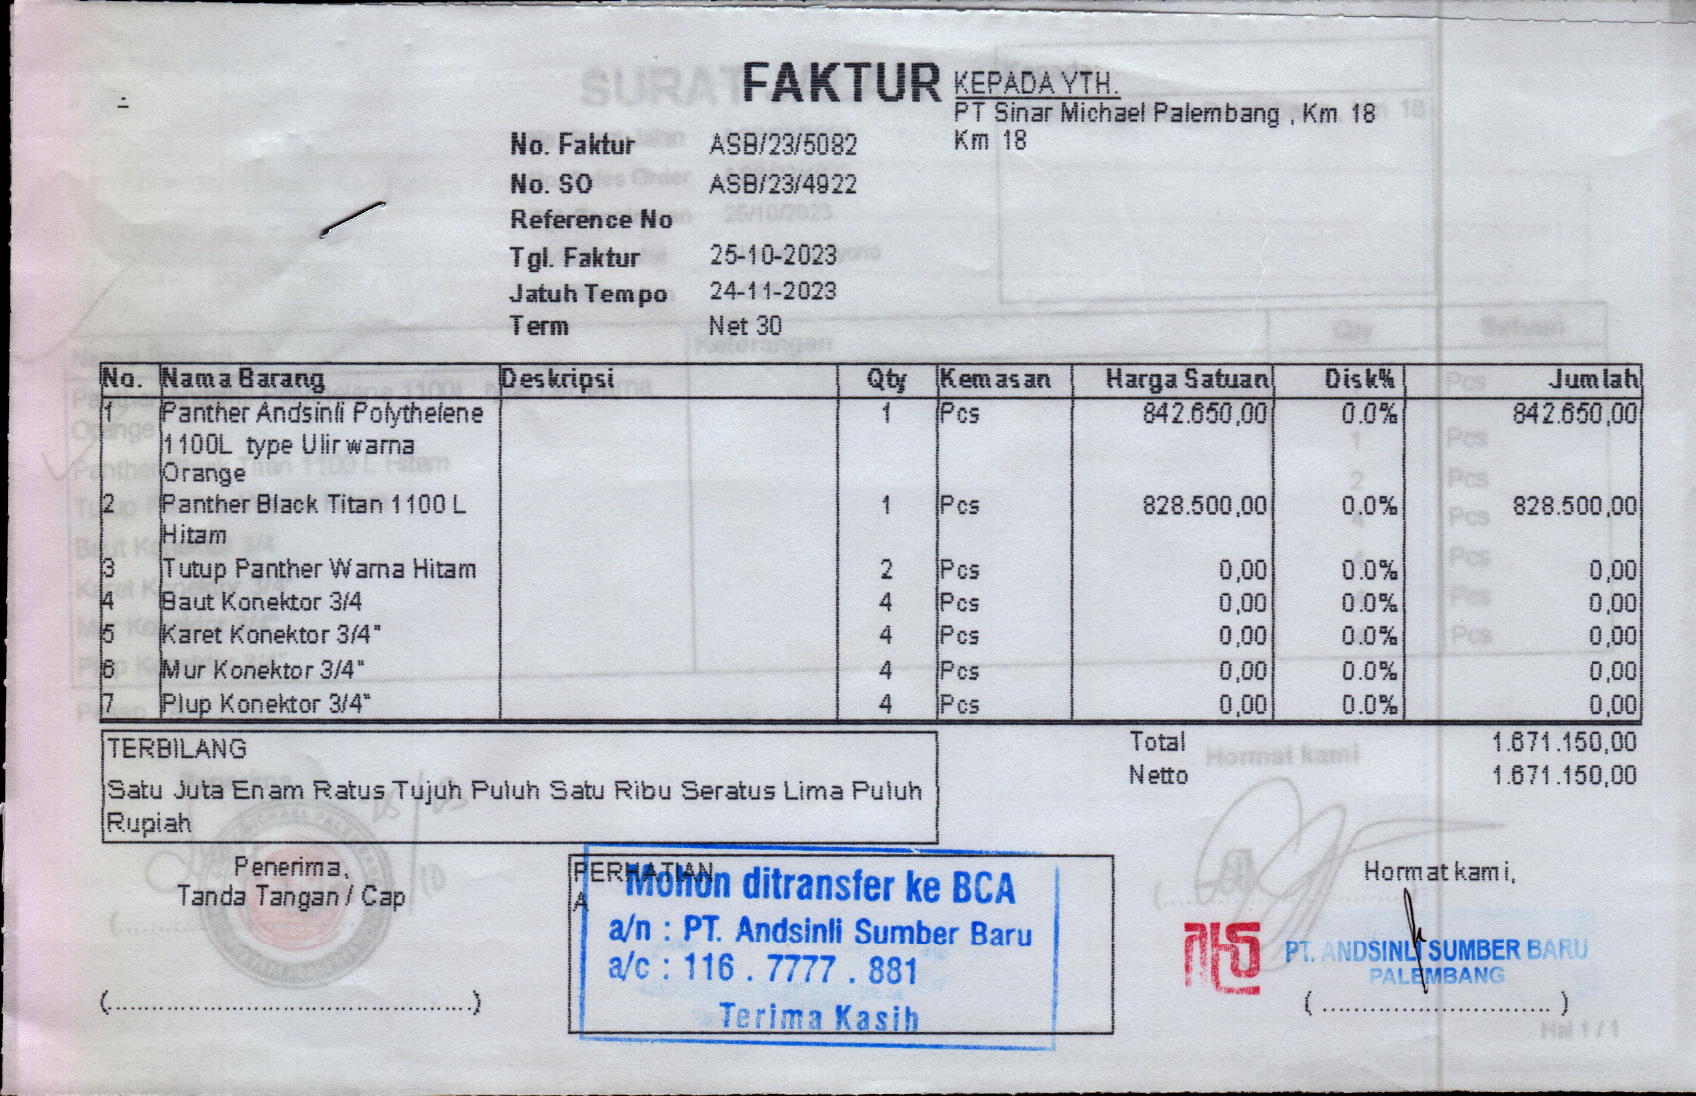 FAKTUR
KEPADA YTH.
PT Sinar Michael Palembang , Km 18
Km 18
No. Faktur ASB/23/5082
No. SO ASB/23/4922
Reference No
Tgl. Faktur 25-10-2023
Jatuh Tempo 24-11-2023
Term Net 30
No. Nama Barang Deskripsi Qty Kemasan Harga Satuan Disk% Jumlah
1 Panther Andsinli Polythelene 1 Pcs 842.650,00 0.0% 842.650,00
1100L type Ulir warna
Orange
2 Panther Black Titan 1100 L 1 Pcs 828.500,00 0.0% 828.500,00
Hitam
3 Tutup Panther Warna Hitam 2 Pcs 0,00 0.0% 0,00
4 Baut Konektor 3/4 4 Pcs 0,00 0.0% 0,00
5 Karet Konektor 3/4" 4 Pcs 0,00 0.0% 0,00
6 Mur Konektor 3/4" 4 Pcs 0,00 0.0% 0,00
7 Plup Konektor 3/4" 4 Pcs 0,00 0.0% 0,00
TERBILANG
Satu Juta Enam Ratus Tujuh Puluh Satu Ribu Seratus Lima Puluh
Rupiah
Total 1.671.150,00
Netto 1.671.150,00
Penerima,
Tanda Tangan / Cap
(.............................................)
PERHATIAN
A
Mohon ditransfer ke BCA
a/n : PT. Andsinli Sumber Baru
a/c : 116 . 7777 . 881
Terima Kasih
Hormat kami,
PT. ANDSINLI SUMBER BARU
PALEMBANG
( ............................ )
Hal 1 / 1